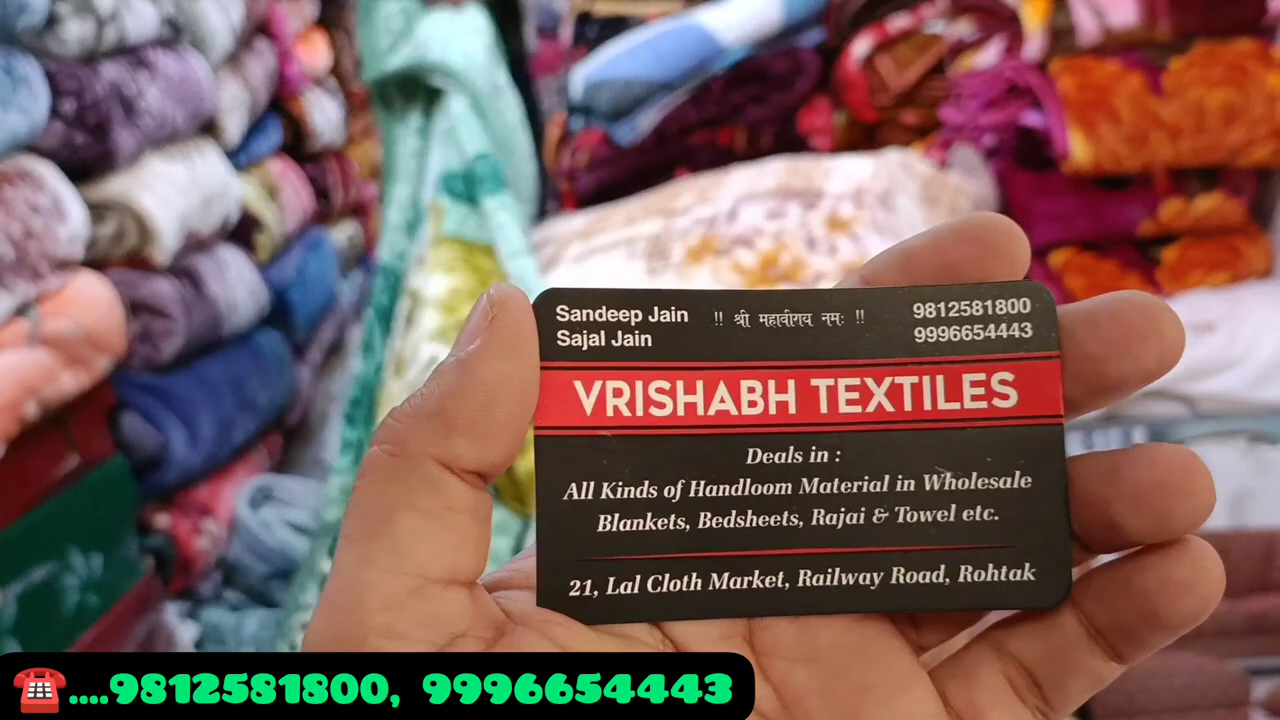 Sandeep Jain !! श्री महावीराय नमः !! 9812581800
Sajal Jain 9996654443
VRISHABH TEXTILES
Deals in :
All Kinds of Handloom Material in Wholesale
Blankets, Bedsheets, Rajai & Towel etc.
21, Lal Cloth Market, Railway Road, Rohtak
....9812581800, 9996654443